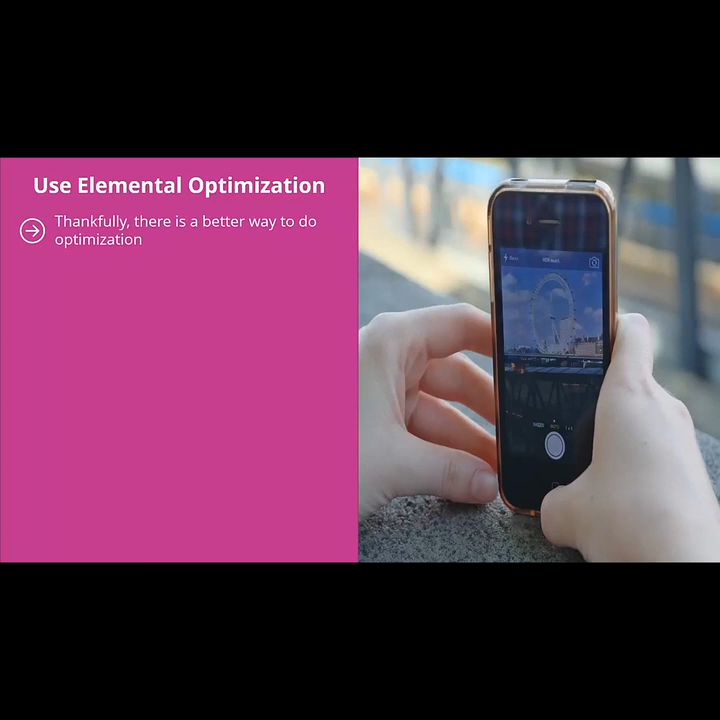 Use Elemental Optimization
Thankfully, there is a better way to do
optimization